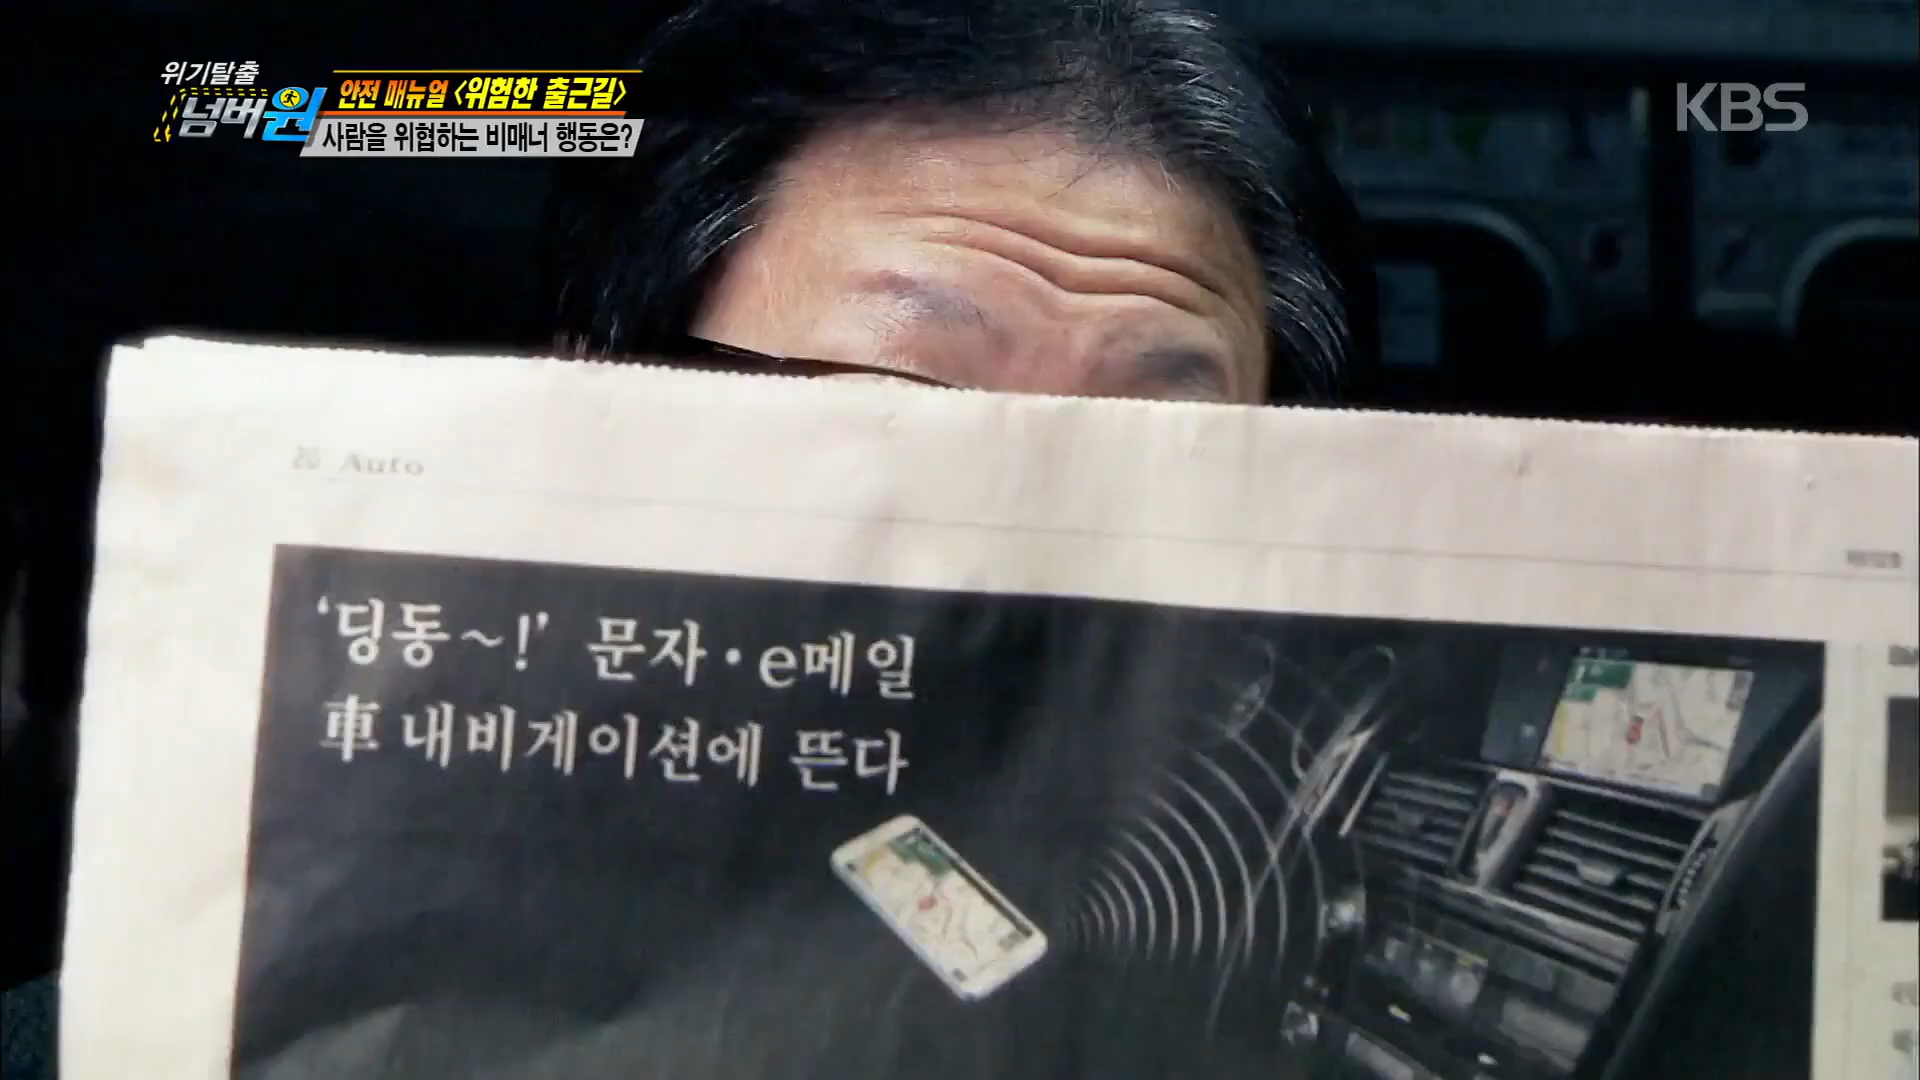 위기탈출
넘버원
안전 매뉴얼 <위험한 출근길>
사람을 위협하는 비매너 행동은?
KBS
20 Auto
‘딩동~!’ 문자·e메일
車 내비게이션에 뜬다